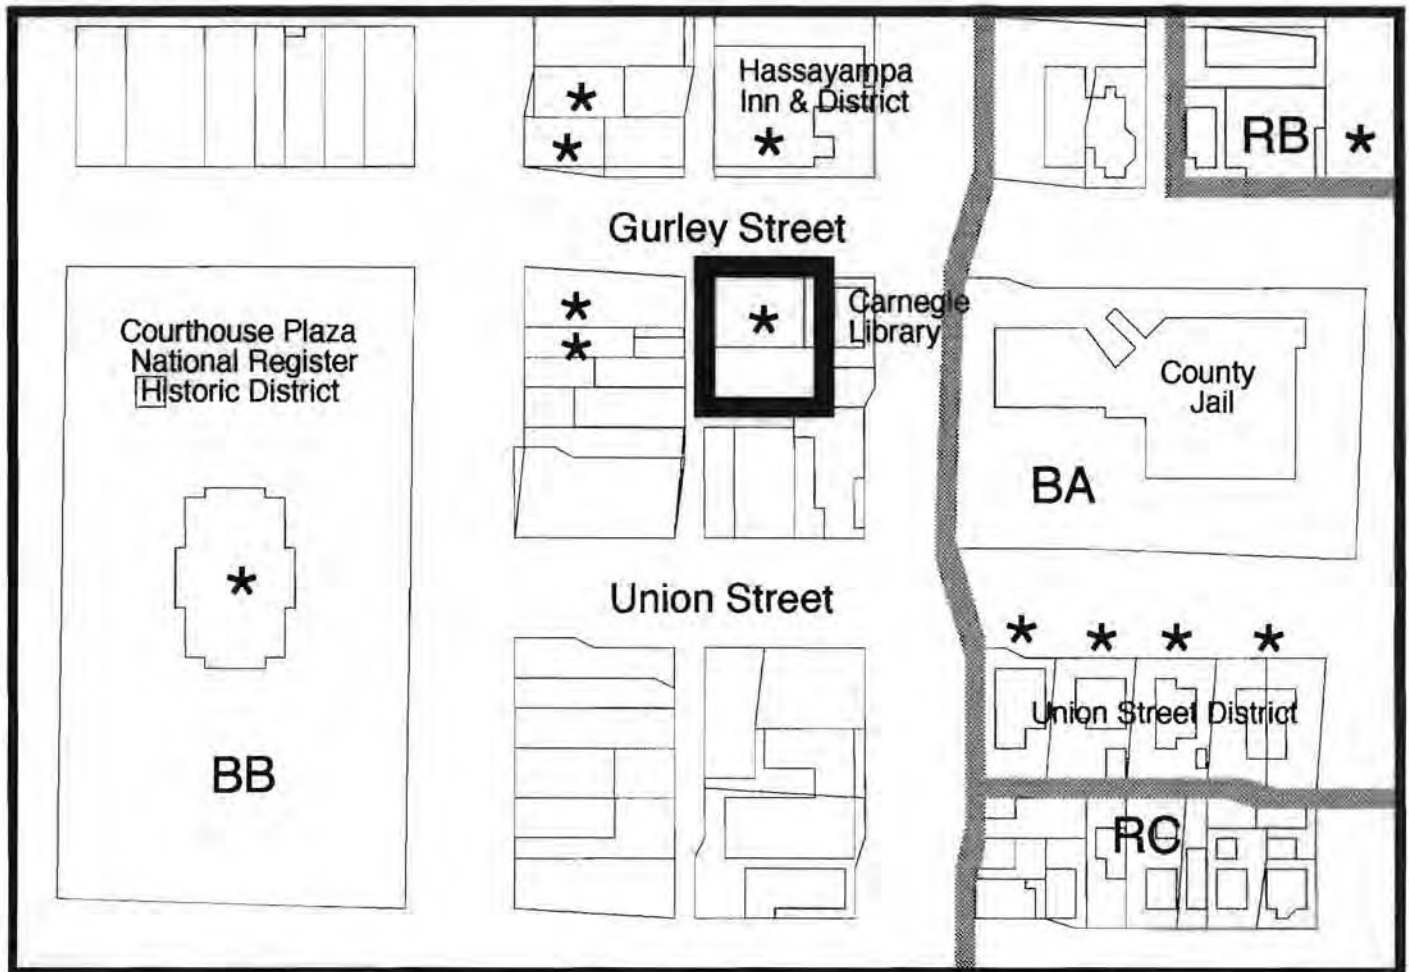 Hassayampa
Inn & District
RB
Gurley Street
Courthouse Plaza
National Register
Historic District
Carnegie
Library
County
Jail
BA
Union Street
Union Street District
BB
RC